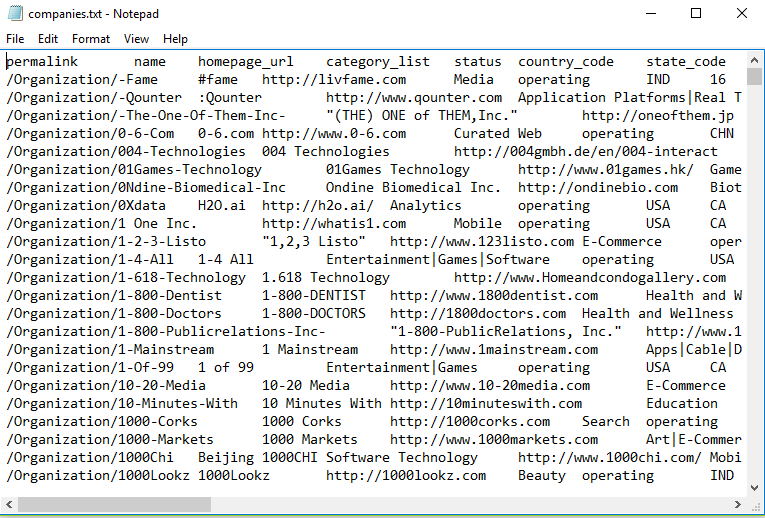 companies.txt - Notepad
File Edit Format View Help
permalink name homepage_url category_list status country_code state_code
/Organization/-Fame #fame http://livfame.com Media operating IND 16
/Organization/-Qounter :Qounter http://www.qounter.com Application Platforms|Real T
/Organization/-The-One-Of-Them-Inc- "(THE) ONE of THEM,Inc." http://oneofthem.jp
/Organization/0-6-Com 0-6.com http://www.0-6.com Curated Web operating CHN
/Organization/004-Technologies 004 Technologies http://004gmbh.de/en/004-interact
/Organization/01Games-Technology 01Games Technology http://www.01games.hk/ Game
/Organization/0Ndine-Biomedical-Inc Ondine Biomedical Inc. http://ondinebio.com Biot
/Organization/0Xdata H2O.ai http://h2o.ai/ Analytics operating USA CA
/Organization/1 One Inc. http://whatis1.com Mobile operating USA CA
/Organization/1-2-3-Listo "1,2,3 Listo" http://www.123listo.com E-Commerce oper
/Organization/1-4-All 1-4 All Entertainment|Games|Software operating USA
/Organization/1-618-Technology 1.618 Technology http://www.Homeandcondogallery.com
/Organization/1-800-Dentist 1-800-DENTIST http://www.1800dentist.com Health and W
/Organization/1-800-Doctors 1-800-DOCTORS http://1800doctors.com Health and Wellness
/Organization/1-800-Publicrelations-Inc- "1-800-PublicRelations, Inc." http://www.1
/Organization/1-Mainstream 1 Mainstream http://www.1mainstream.com Apps|Cable|D
/Organization/1-Of-99 1 of 99 Entertainment|Games operating USA CA
/Organization/10-20-Media 10-20 Media http://www.10-20media.com E-Commerce
/Organization/10-Minutes-With 10 Minutes With http://10minuteswith.com Education
/Organization/1000-Corks 1000 Corks http://1000corks.com Search operating
/Organization/1000-Markets 1000 Markets http://www.1000markets.com Art|E-Commer
/Organization/1000Chi Beijing 1000CHI Software Technology http://www.1000chi.com/ Mobi
/Organization/1000Lookz 1000Lookz http://1000lookz.com Beauty operating IND